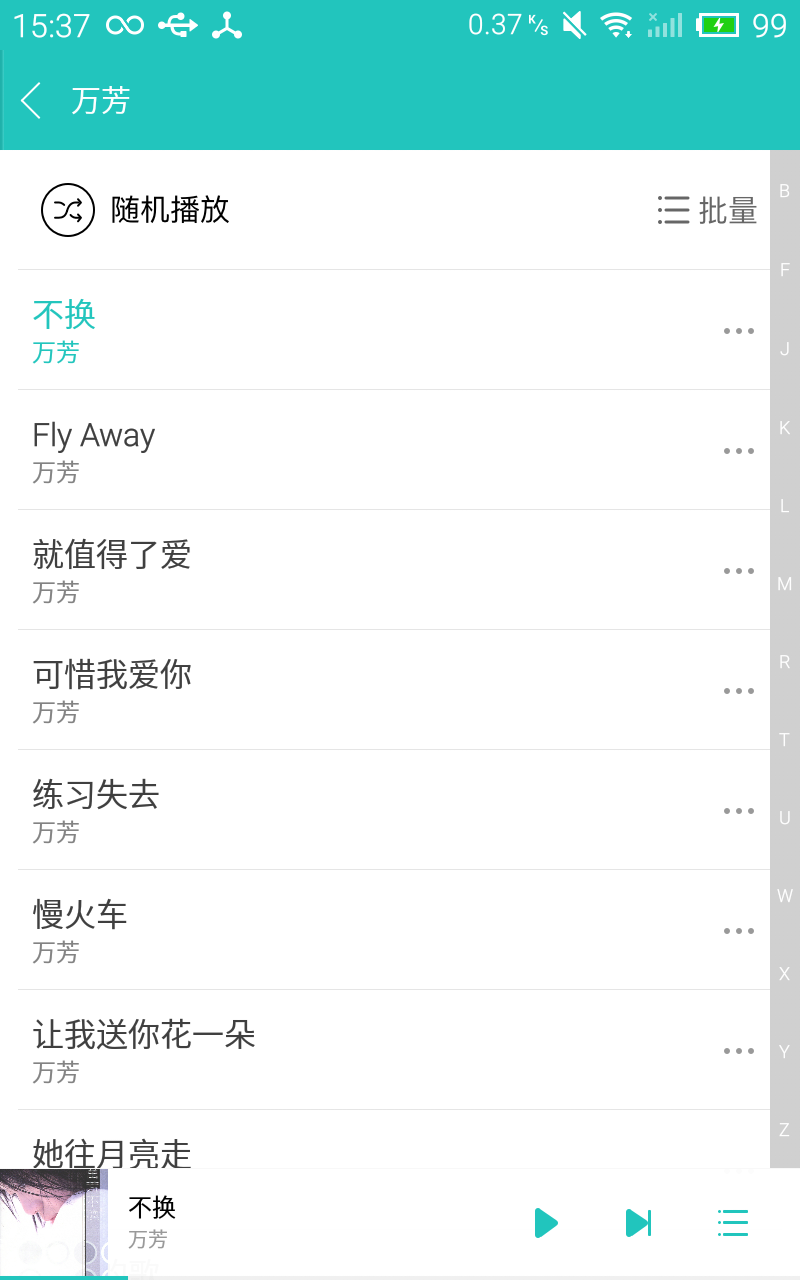 15:37 0.37 K/s 99
万芳
随机播放 批量
不换
万芳
Fly Away
万芳
就值得了爱
万芳
可惜我爱你
万芳
练习失去
万芳
慢火车
万芳
让我送你花一朵
万芳
她往月亮走
B
F
J
K
L
M
R
T
U
W
X
Y
Z
不换
万芳